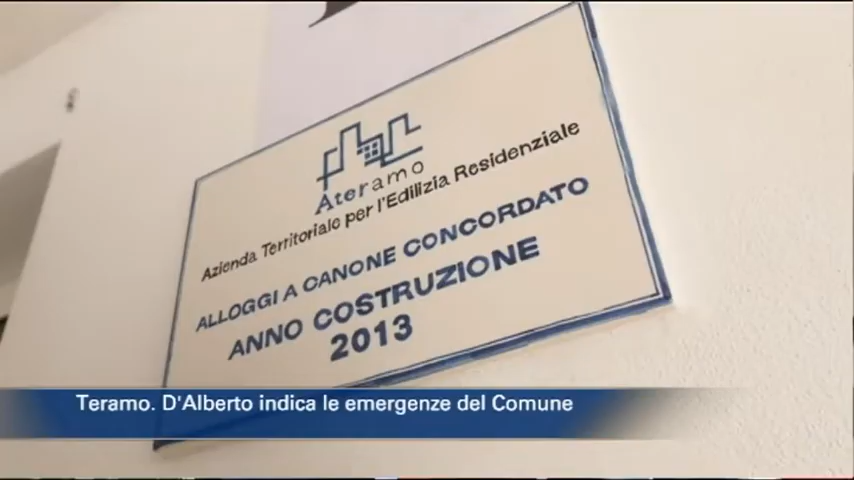 Ateramo
Azienda Territoriale per l'Edilizia Residenziale
ALLOGGI A CANONE CONCORDATO
ANNO COSTRUZIONE
2013
Teramo. D'Alberto indica le emergenze del Comune